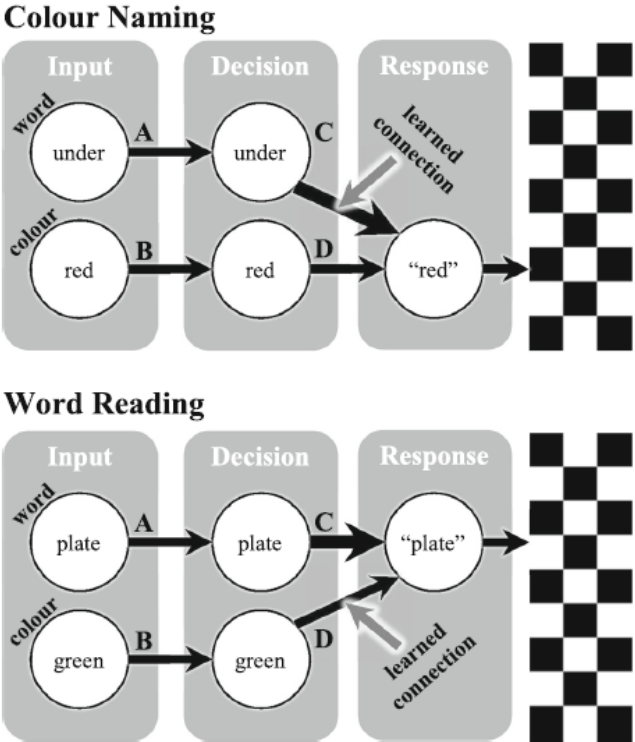 Colour Naming
Input
Decision
Response
word
under
A
under
C
learned
connection
colour
red
B
red
D
“red”
Word Reading
Input
Decision
Response
word
plate
A
plate
C
“plate”
colour
green
B
green
D
learned
connection